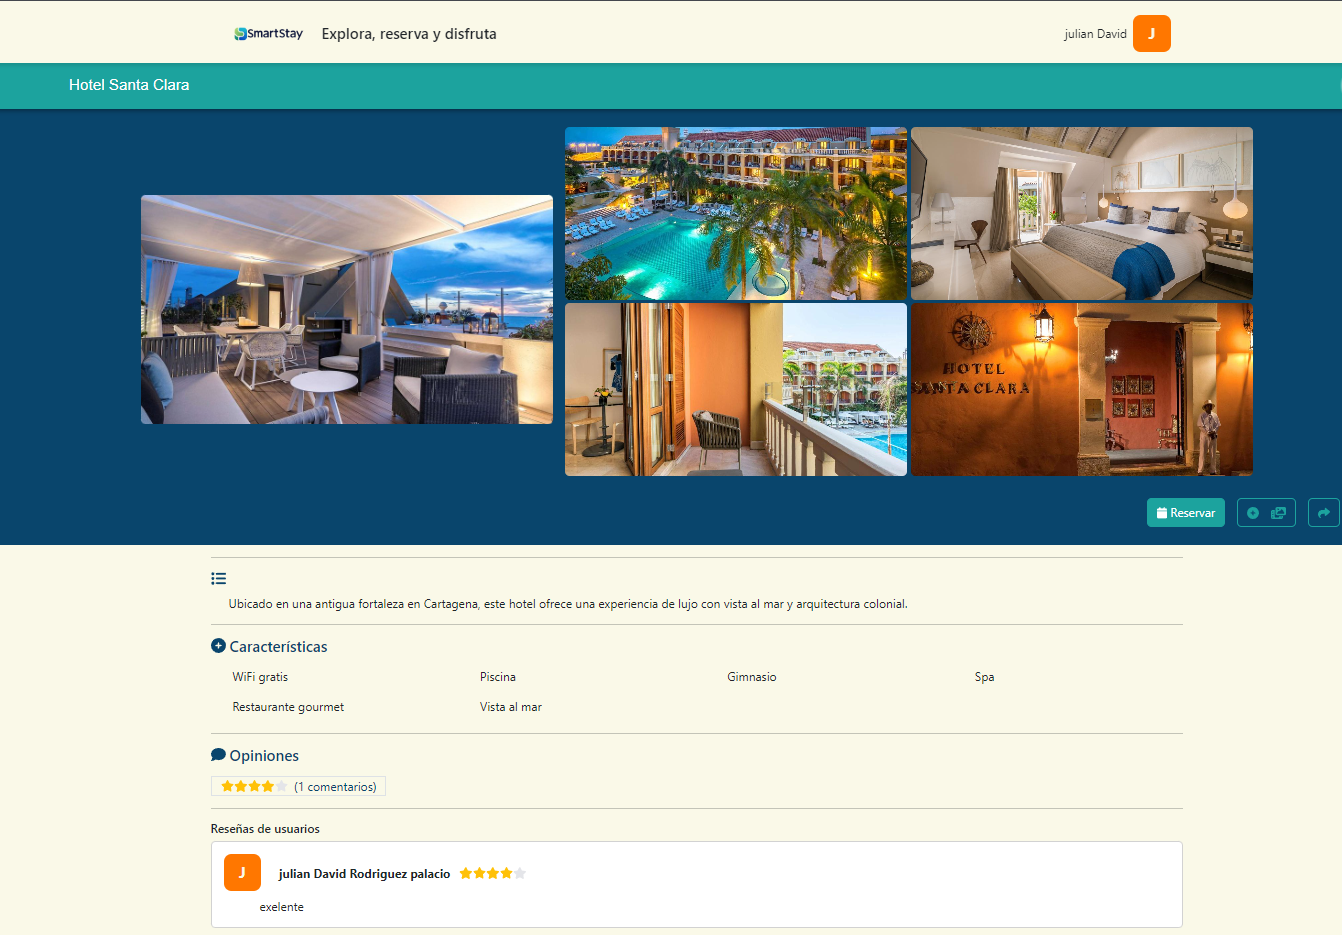 SmartStay Explora, reserva y disfruta julian David J
Hotel Santa Clara
HOTEL
SANTA CLARA
Reservar
Ubicado en una antigua fortaleza en Cartagena, este hotel ofrece una experiencia de lujo con vista al mar y arquitectura colonial.
Características
WiFi gratis Piscina Gimnasio Spa
Restaurante gourmet Vista al mar
Opiniones
(1 comentarios)
Reseñas de usuarios
J julian David Rodriguez palacio
exelente